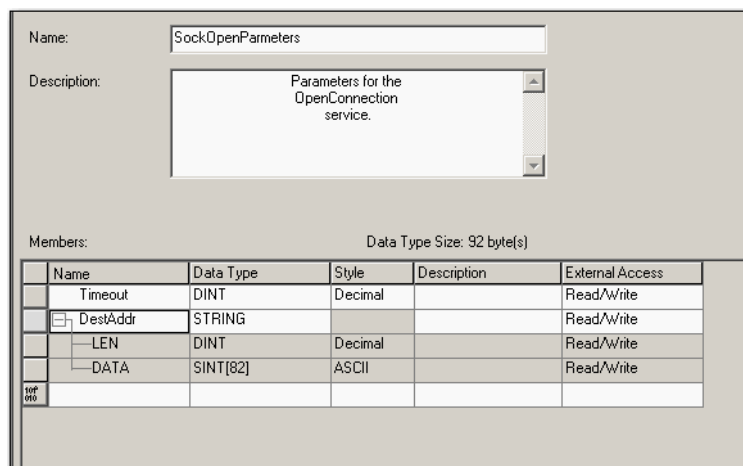 Name: SockOpenParmeters
Description: Parameters for the
OpenConnection
service.
Members: Data Type Size: 92 byte(s)
Name Data Type Style Description External Access
Timeout DINT Decimal Read/Write
DestAddr STRING Read/Write
LEN DINT Decimal Read/Write
DATA SINT[82] ASCII Read/Write